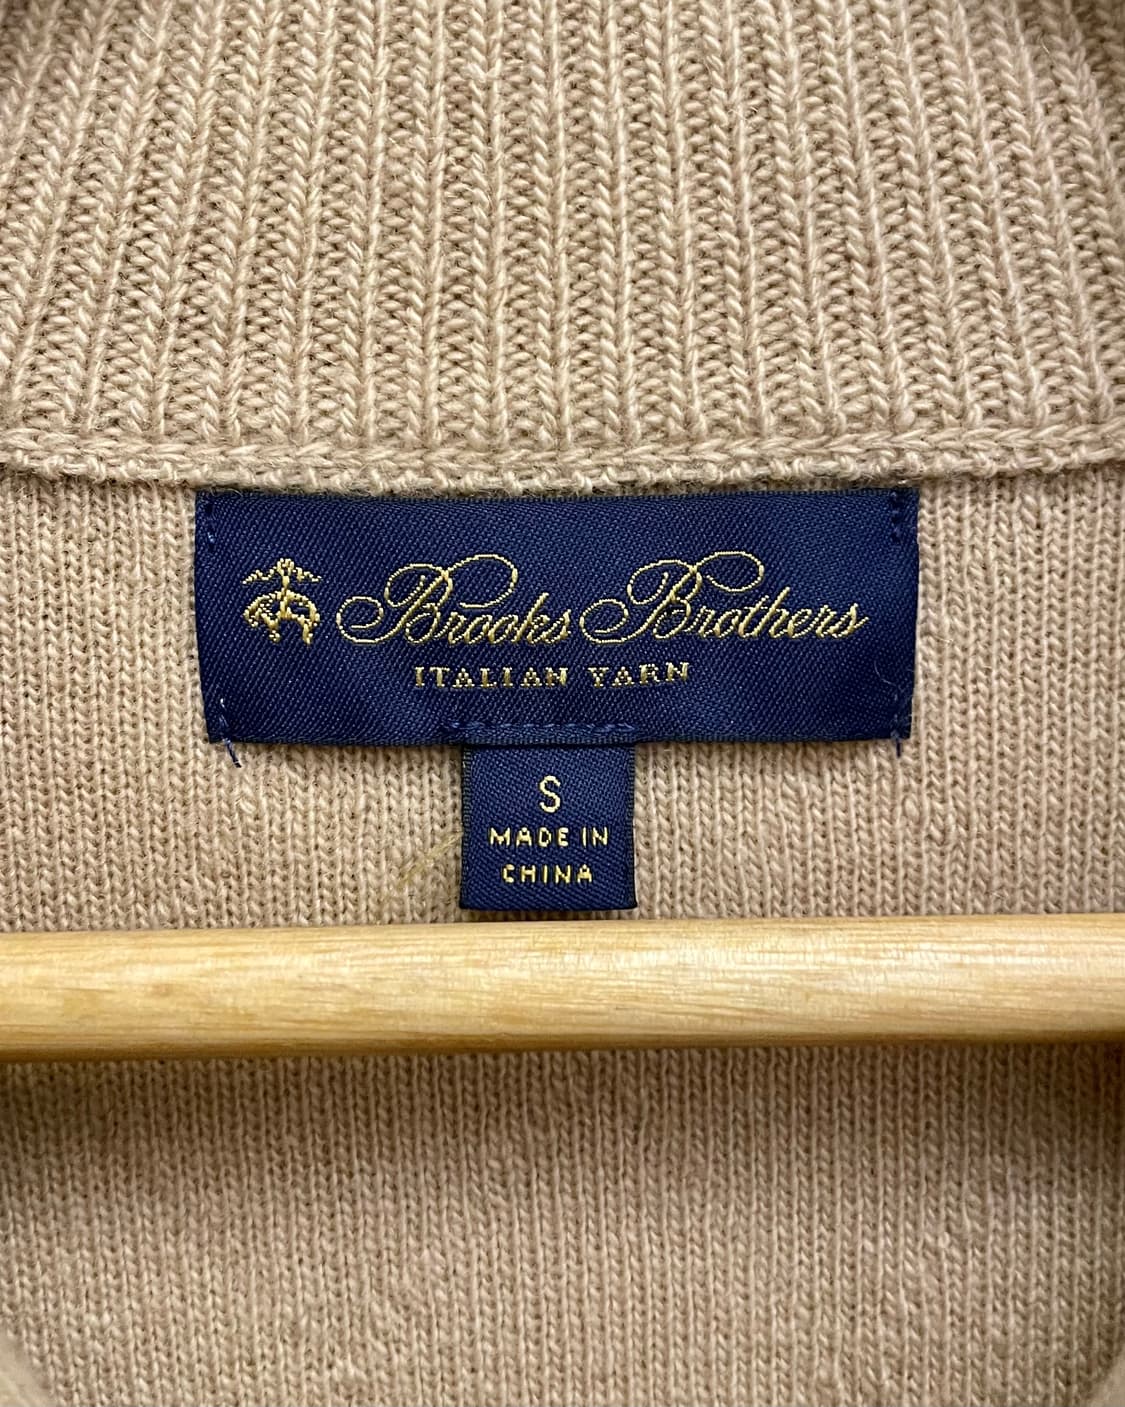 Brooks Brothers
ITALIAN YARN
S
MADE IN
CHINA